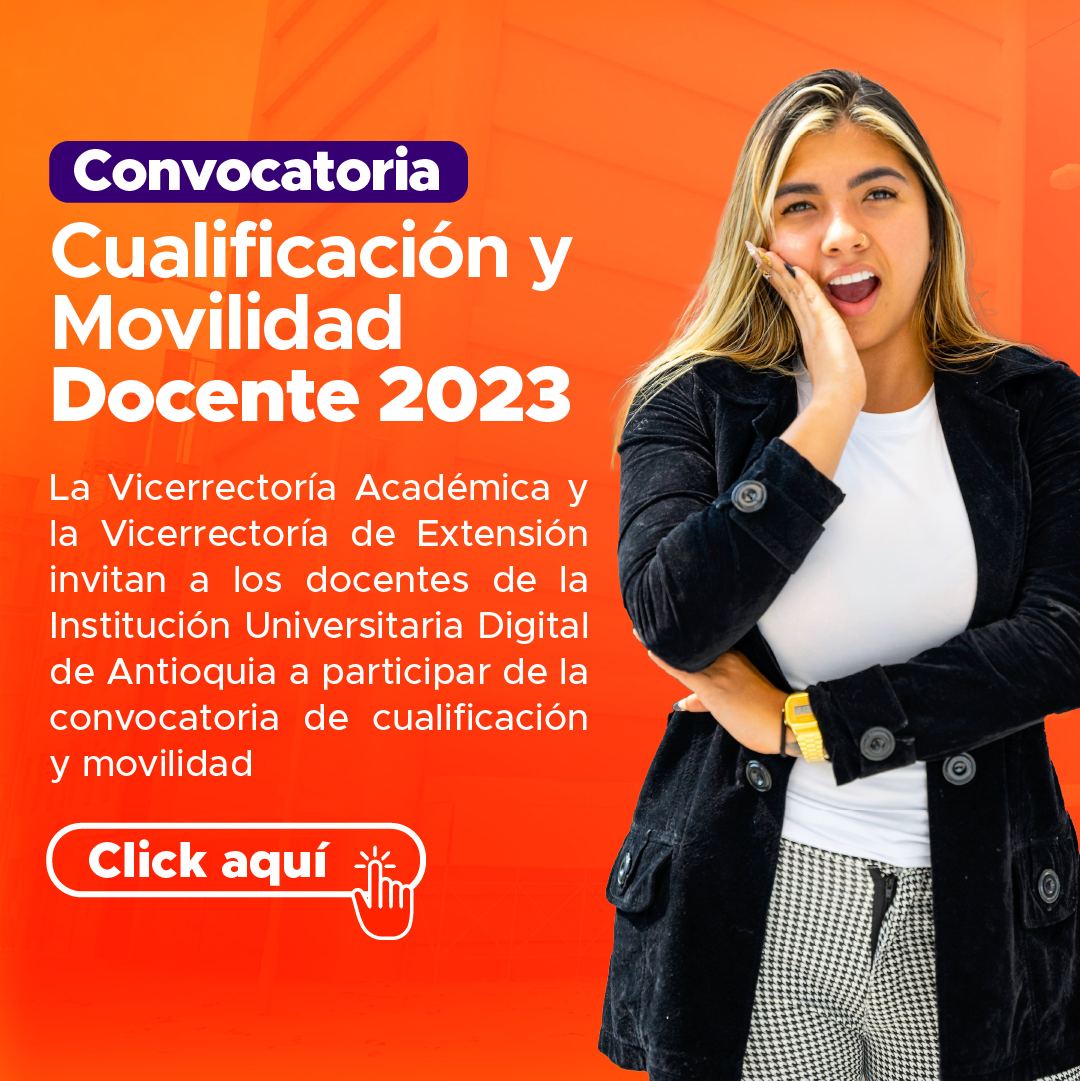 Convocatoria
Cualificación y
Movilidad
Docente 2023
La Vicerrectoría Académica y
la Vicerrectoría de Extensión
invitan a los docentes de la
Institución Universitaria Digital
de Antioquia a participar de la
convocatoria de cualificación
y movilidad
Click aquí